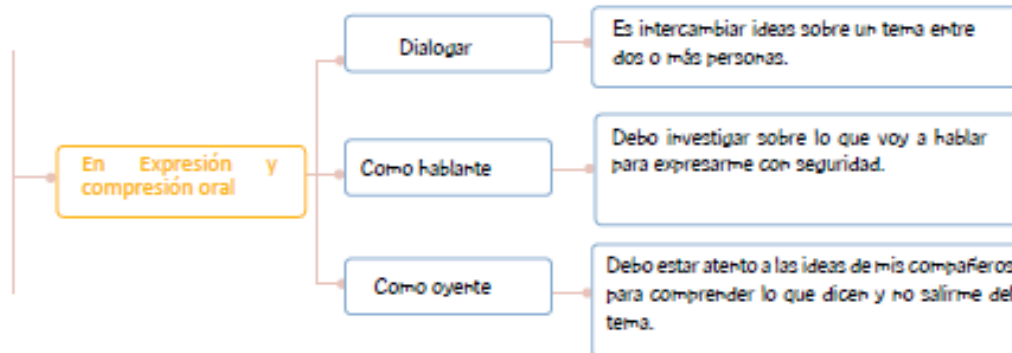 En Expresión y
compresión oral
Dialogar
Es intercambiar ideas sobre un tema entre
dos o más personas.
Como hablante
Debo investigar sobre lo que voy a hablar
para expresarme con seguridad.
Como oyente
Debo estar atento a las ideas de mis compañeros
para comprender lo que dicen y no salirme del
tema.